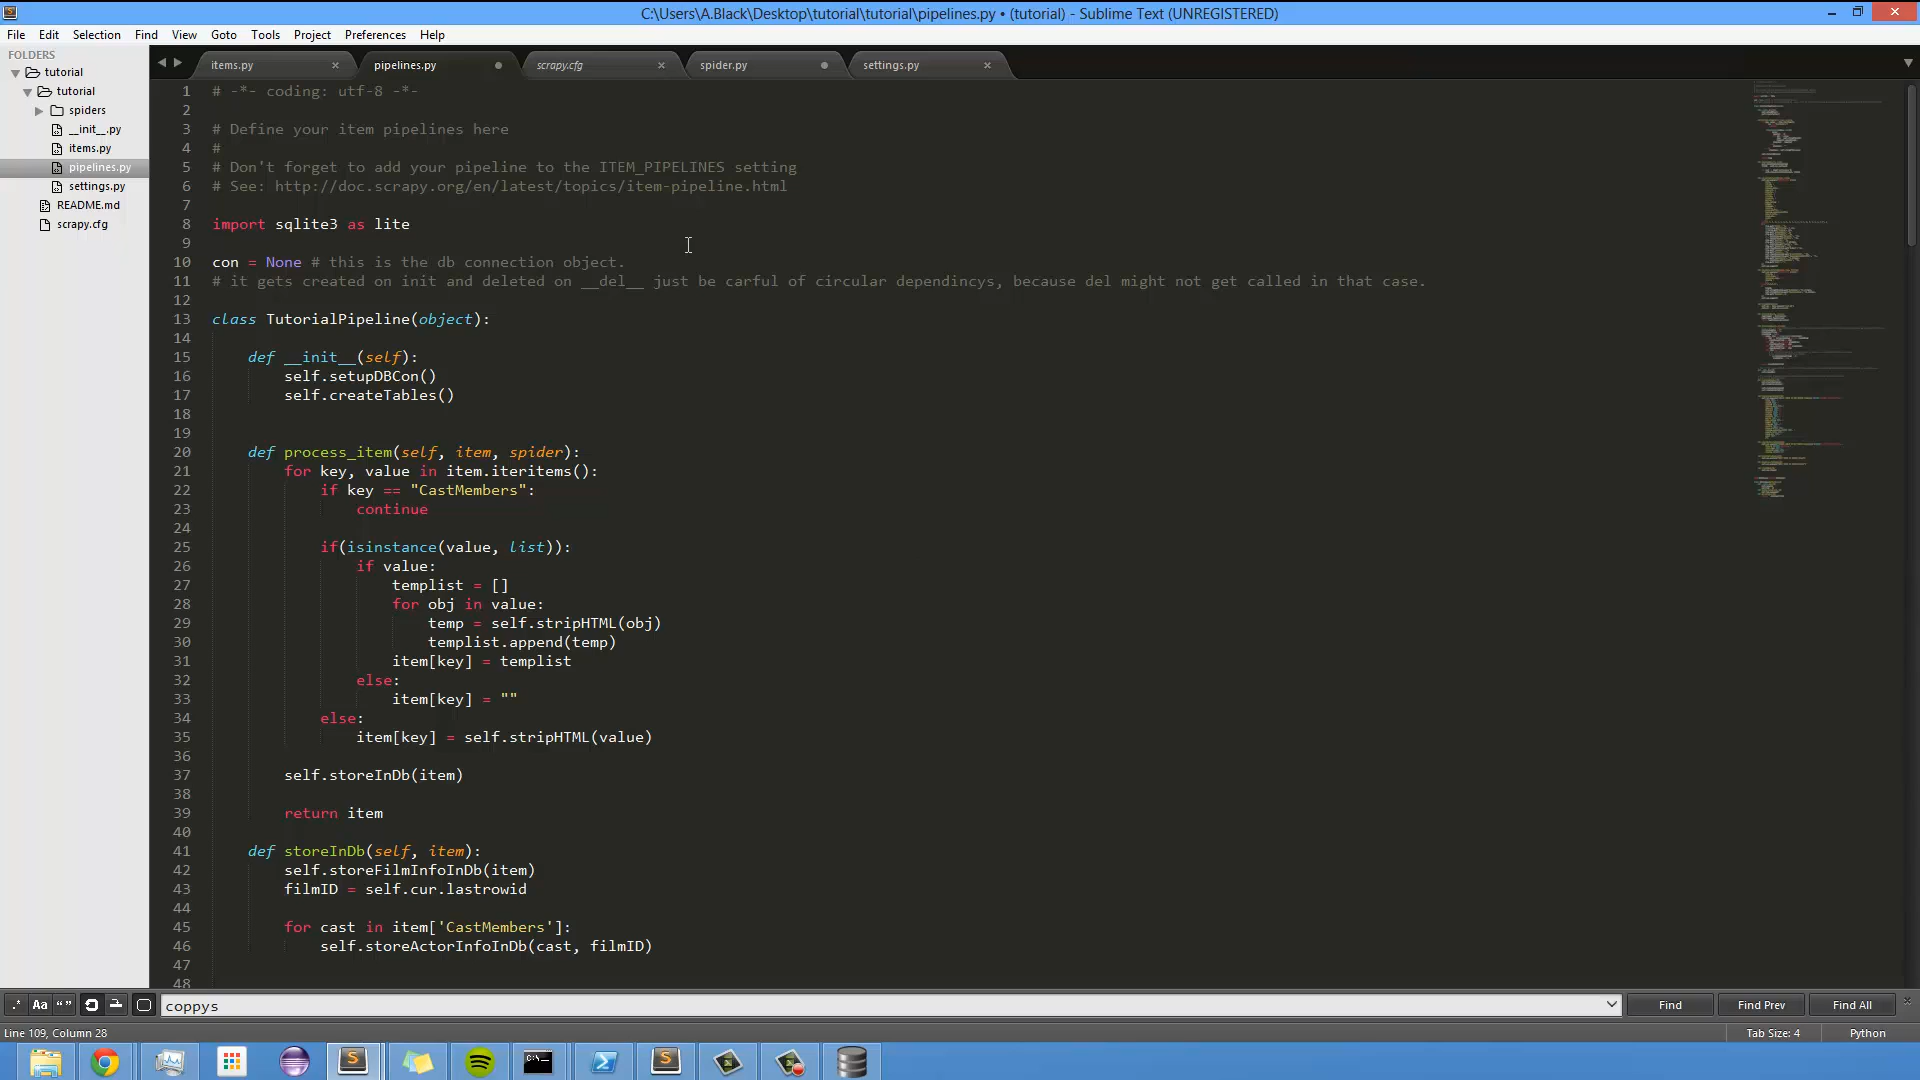 C:\Users\A.Black\Desktop\tutorial\tutorial\pipelines.py • (tutorial) - Sublime Text (UNREGISTERED)
File Edit Selection Find View Goto Tools Project Preferences Help
FOLDERS
tutorial
tutorial
spiders
__init__.py
items.py
pipelines.py
settings.py
README.md
scrapy.cfg
items.py pipelines.py scrapy.cfg spider.py settings.py
1 # -*- coding: utf-8 -*-
2
3 # Define your item pipelines here
4 #
5 # Don't forget to add your pipeline to the ITEM_PIPELINES setting
6 # See: http://doc.scrapy.org/en/latest/topics/item-pipeline.html
7
8 import sqlite3 as lite
9
10 con = None # this is the db connection object.
11 # it gets created on init and deleted on __del__ just be carful of circular dependincys, because del might not get called in that case.
12
13 class TutorialPipeline(object):
14
15 def __init__(self):
16 self.setupDBCon()
17 self.createTables()
18
19
20 def process_item(self, item, spider):
21 for key, value in item.iteritems():
22 if key == "CastMembers":
23 continue
24
25 if(isinstance(value, list)):
26 if value:
27 templist = []
28 for obj in value:
29 temp = self.stripHTML(obj)
30 templist.append(temp)
31 item[key] = templist
32 else:
33 item[key] = ""
34 else:
35 item[key] = self.stripHTML(value)
36
37 self.storeInDb(item)
38
39 return item
40
41 def storeInDb(self, item):
42 self.storeFilmInfoInDb(item)
43 filmID = self.cur.lastrowid
44
45 for cast in item['CastMembers']:
46 self.storeActorInfoInDb(cast, filmID)
47
48
.* Aa “ ” coppys Find Find Prev Find All
Line 109, Column 28 Tab Size: 4 Python